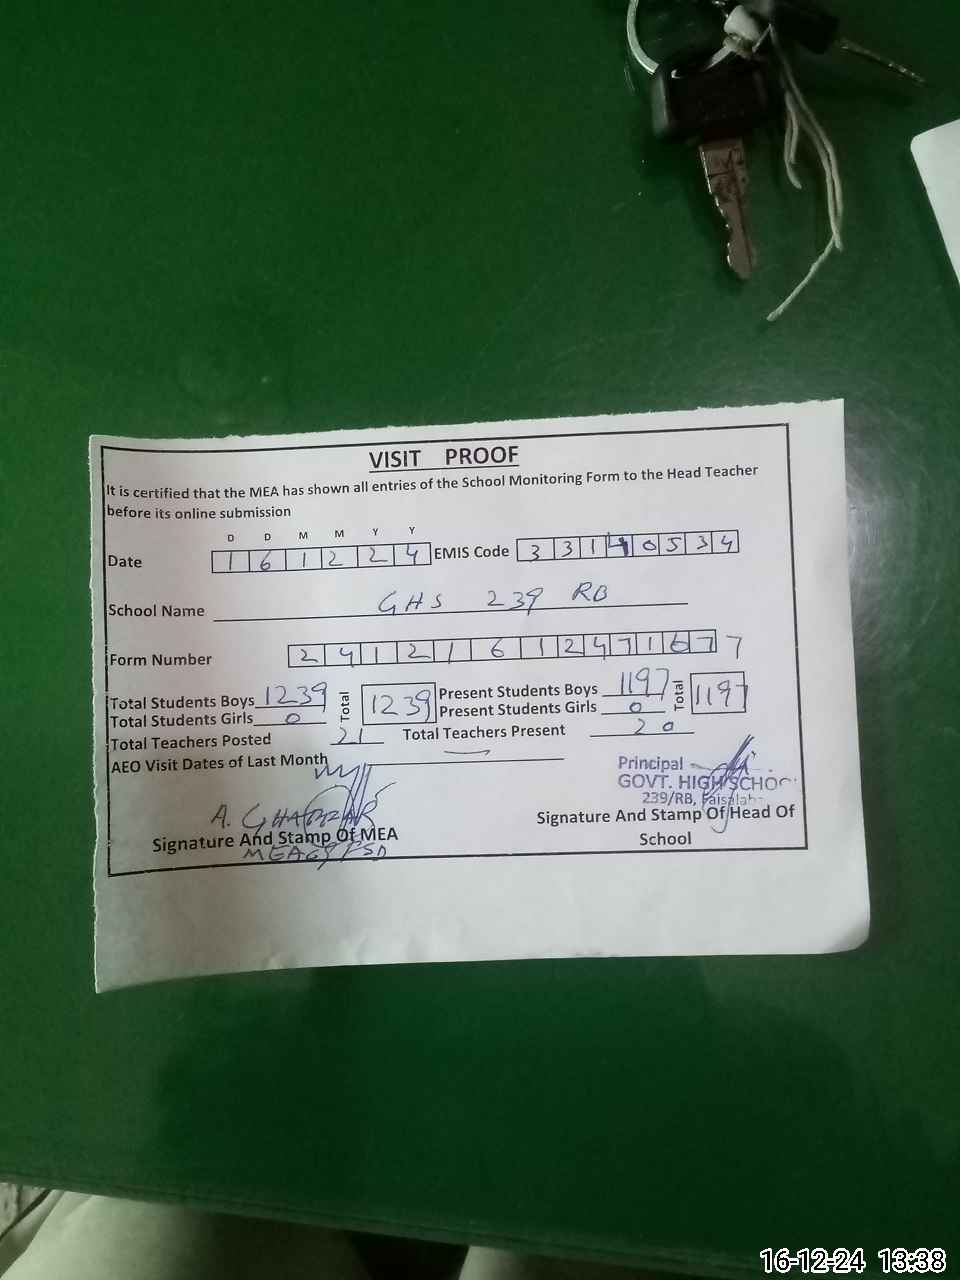 VISIT PROOF
It is certified that the MEA has shown all entries of the School Monitoring Form to the Head Teacher
before its online submission
D D M M Y Y
Date 1 6 1 2 2 4 EMIS Code 3 3 1 4 0 5 3 4
School Name GHS 239 RB
Form Number 2 4 1 2 1 6 1 2 4 7 1 6 7 7
Total Students Boys 1239 Total 1239 Present Students Boys 1197 Total 1197
Total Students Girls 0 Present Students Girls 0
Total Teachers Posted 21 Total Teachers Present 20
AEO Visit Dates of Last Month —
Principal
GOVT. HIGH SCHOO
239/RB, Faisalab
A. GHAFFAR
Signature And Stamp Of MEA
Signature And Stamp Of Head Of
School
MEA
FSD
16-12-24 13:38